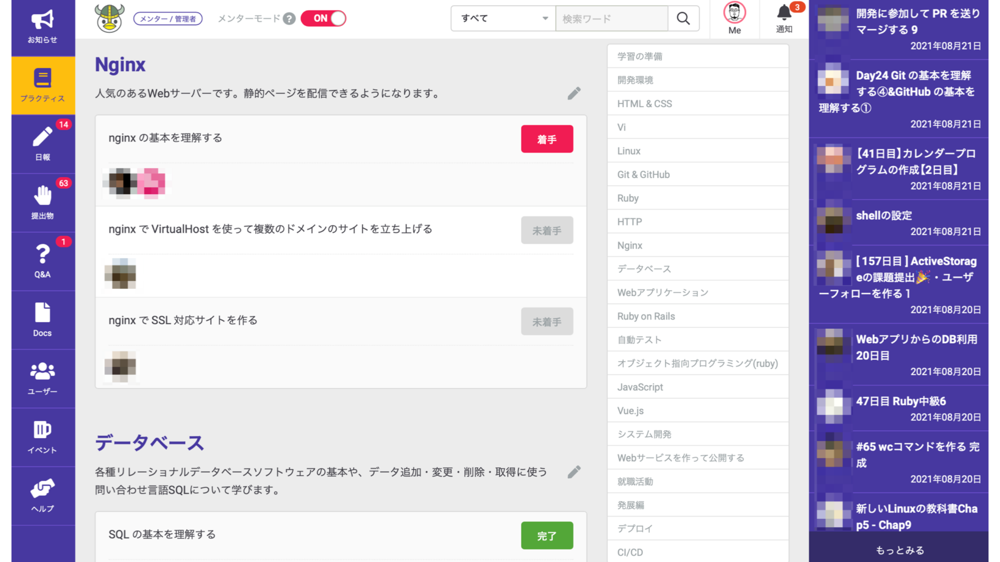 お知らせ
プラクティス
14
日報
63
提出物
1
Q&A
Docs
ユーザー
イベント
ヘルプ
メンター / 管理者
メンターモード ? ON
すべて
検索ワード
Me
3
通知
Nginx
人気のあるWebサーバーです。静的ページを配信できるようになります。
nginx の基本を理解する
着手
nginx で VirtualHost を使って複数のドメインのサイトを立ち上げる
未着手
nginx で SSL 対応サイトを作る
未着手
データベース
各種リレーショナルデータベースソフトウェアの基本や、データ追加・変更・削除・取得に使う
問い合わせ言語SQLについて学びます。
SQL の基本を理解する
完了
学習の準備
開発環境
HTML & CSS
Vi
Linux
Git & GitHub
Ruby
HTTP
Nginx
データベース
Webアプリケーション
Ruby on Rails
自動テスト
オブジェクト指向プログラミング(ruby)
JavaScript
Vue.js
システム開発
Webサービスを作って公開する
就職活動
発展編
デプロイ
CI/CD
開発に参加して PR を送り
マージする 9
2021年08月21日
Day24 Git の基本を理解
する④&GitHub の基本を
理解する①
2021年08月21日
【41日目】カレンダープロ
グラムの作成【2日目】
2021年08月21日
shellの設定
2021年08月21日
[ 157日目 ] ActiveStorag
eの課題提出🎉・ユーザ
ーフォローを作る 1
2021年08月20日
WebアプリからのDB利用
20日目
2021年08月20日
47日目 Ruby中級6
2021年08月20日
#65 wcコマンドを作る 完
成
2021年08月20日
新しいLinuxの教科書Cha
p5 - Chap9
もっとみる